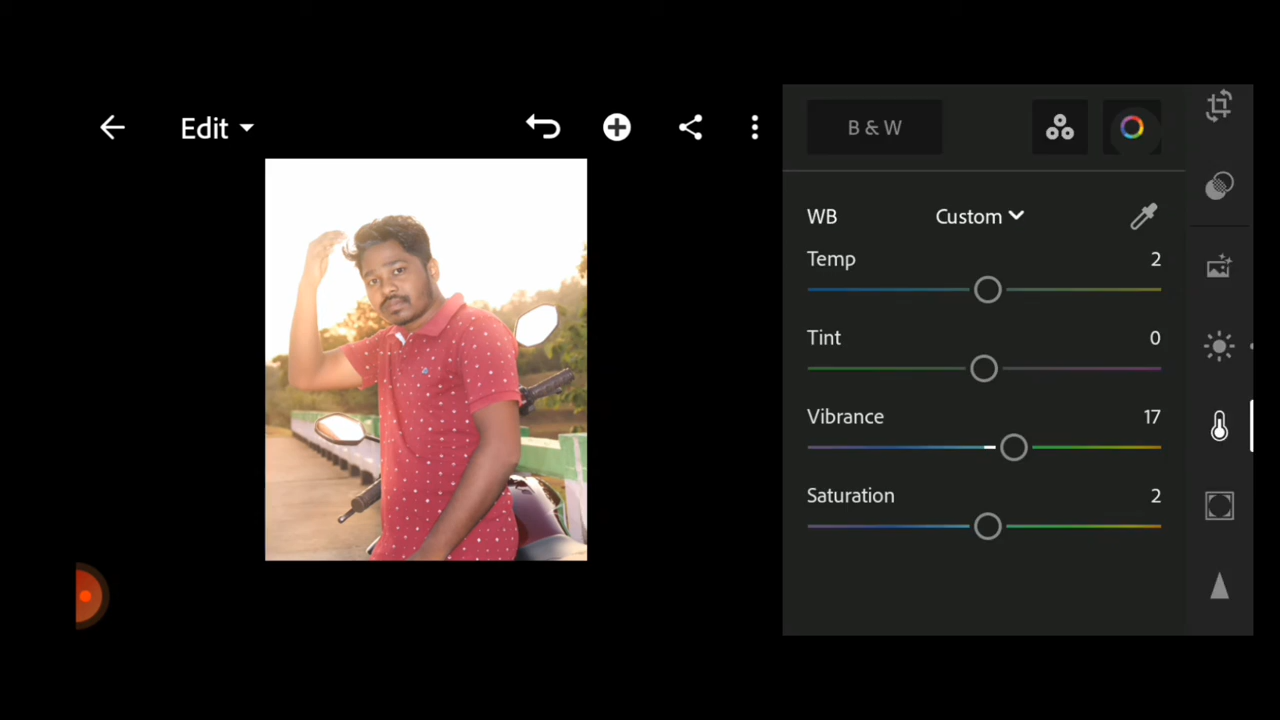 Edit
B & W
WB Custom
Temp 2
Tint 0
Vibrance 17
Saturation 2